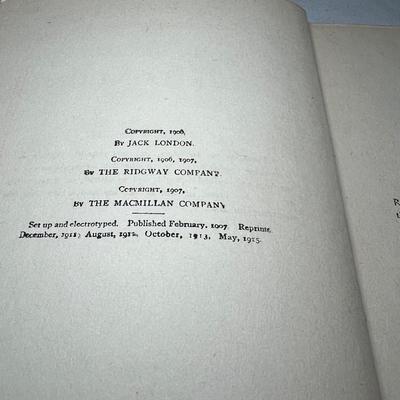 COPYRIGHT, 1906,
BY JACK LONDON.
COPYRIGHT, 1906, 1907,
BY THE RIDGWAY COMPANY.
COPYRIGHT, 1907,
BY THE MACMILLAN COMPANY
Set up and electrotyped. Published February, 1907 Reprinte
December, 1911; August, 1912, October, 1913, May, 1915.
R
t